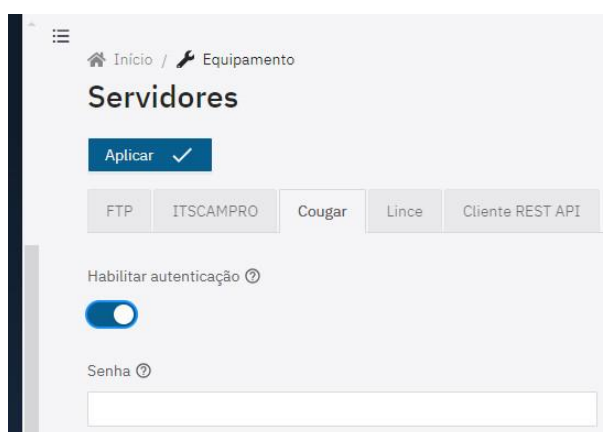 Início / Equipamento
Servidores
Aplicar
FTP ITSCAMPRO Cougar Lince Cliente REST API
Habilitar autenticação
Senha